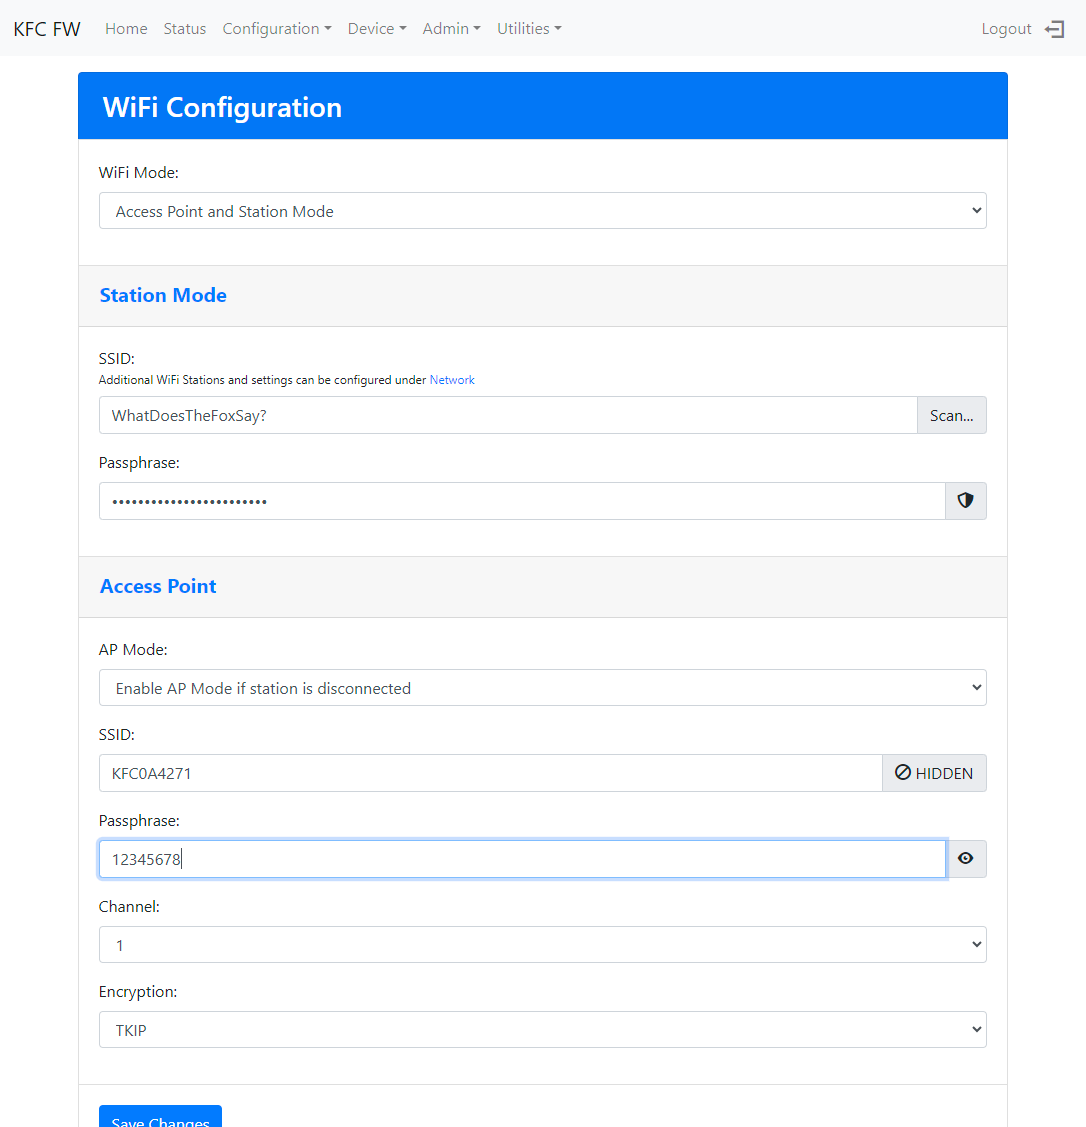 KFC FW Home Status Configuration Device Admin Utilities Logout
WiFi Configuration
WiFi Mode:
Access Point and Station Mode
Station Mode
SSID:
Additional WiFi Stations and settings can be configured under Network
WhatDoesTheFoxSay? Scan...
Passphrase:
••••••••••••••••••••••••
Access Point
AP Mode:
Enable AP Mode if station is disconnected
SSID:
KFC0A4271 HIDDEN
Passphrase:
12345678
Channel:
1
Encryption:
TKIP
Save Changes